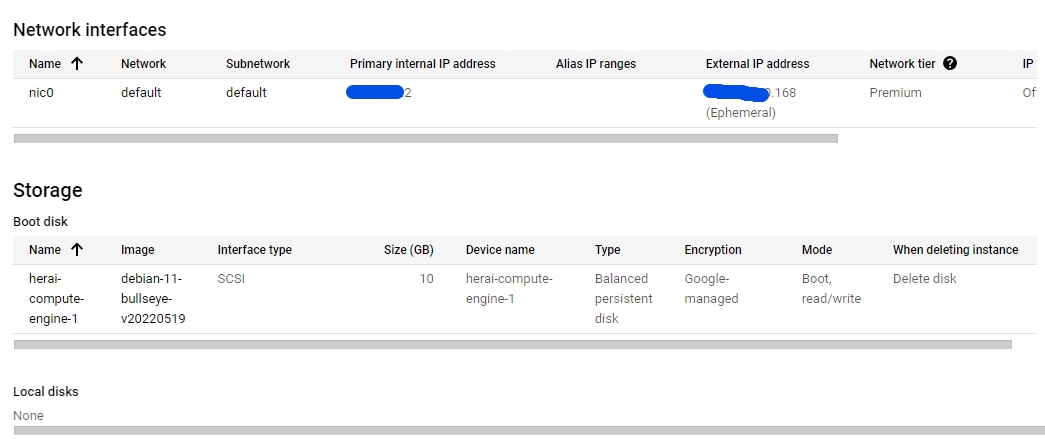 Network interfaces
Name Network Subnetwork Primary internal IP address Alias IP ranges External IP address Network tier IP
nic0 default default 2 .168 Premium
(Ephemeral)
Storage
Boot disk
Name Image Interface type Size (GB) Device name Type Encryption Mode When deleting instance
herai- debian-11- SCSI 10 herai-compute- Balanced Google- Boot, Delete disk
compute- bullseye- engine-1 persistent managed read/write
engine-1 v20220519 disk
Local disks
None